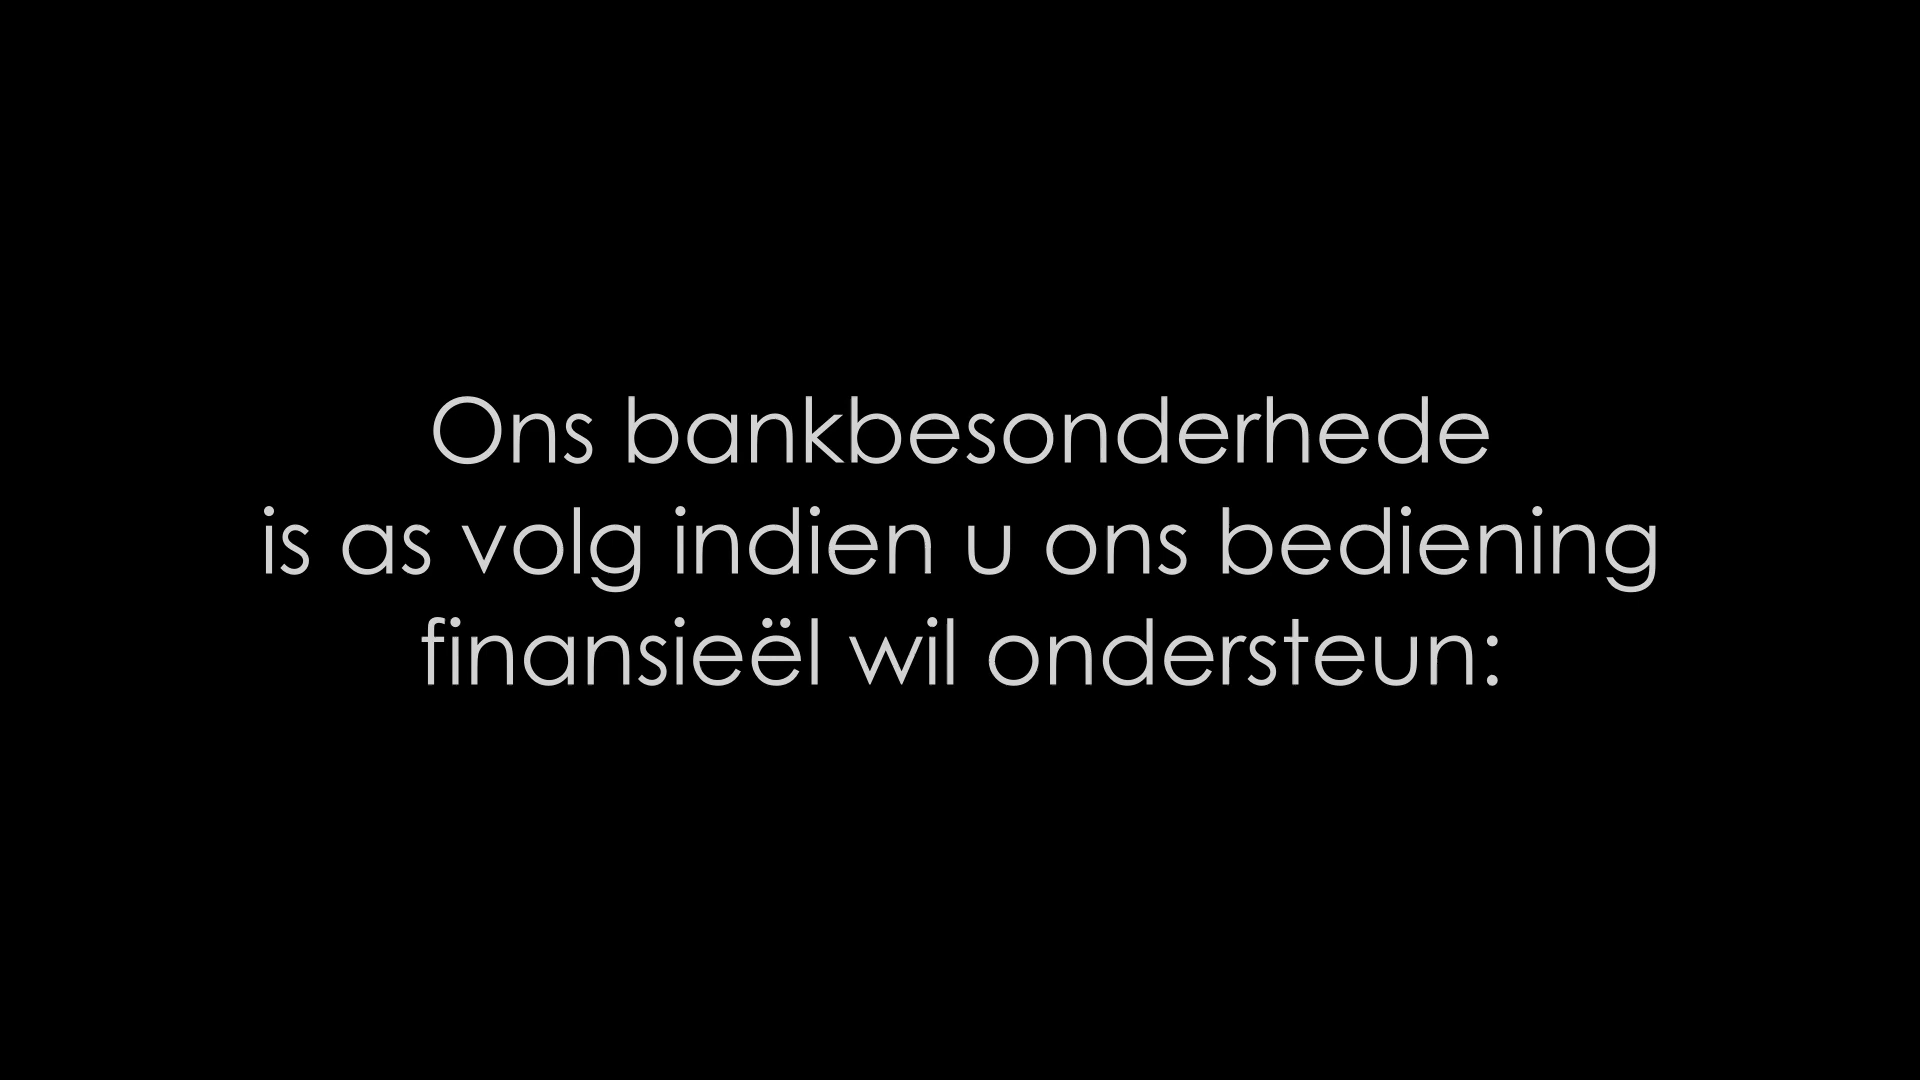 Ons bankbesonderhede
is as volg indien u ons bediening
finansieël wil ondersteun: